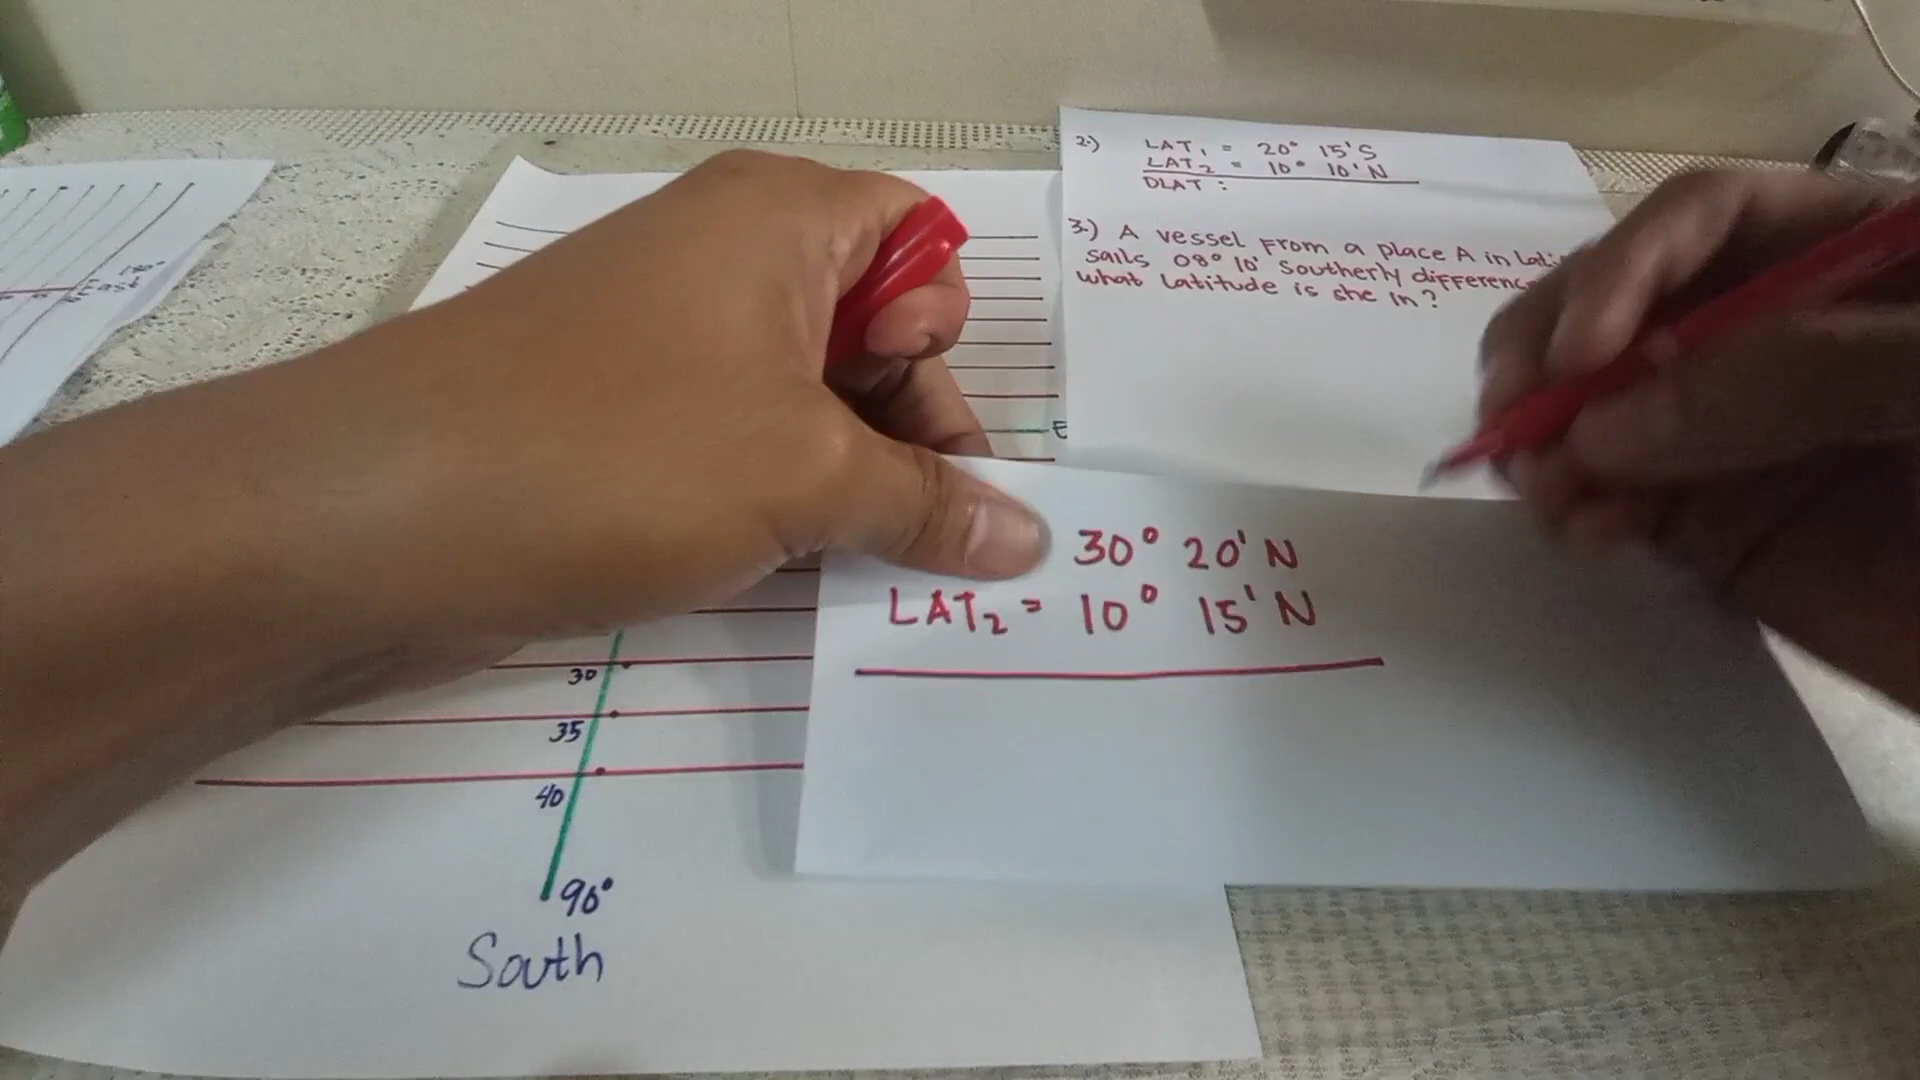 2.) LAT₁ = 20° 15' S
LAT₂ = 10° 10' N
DLAT :
3.) A vessel from a place A in
sails 08° 10' Southerly
what latitude is she in?
E
30° 20' N
LAT₂ = 10° 15' N
30
35
40
90°
South